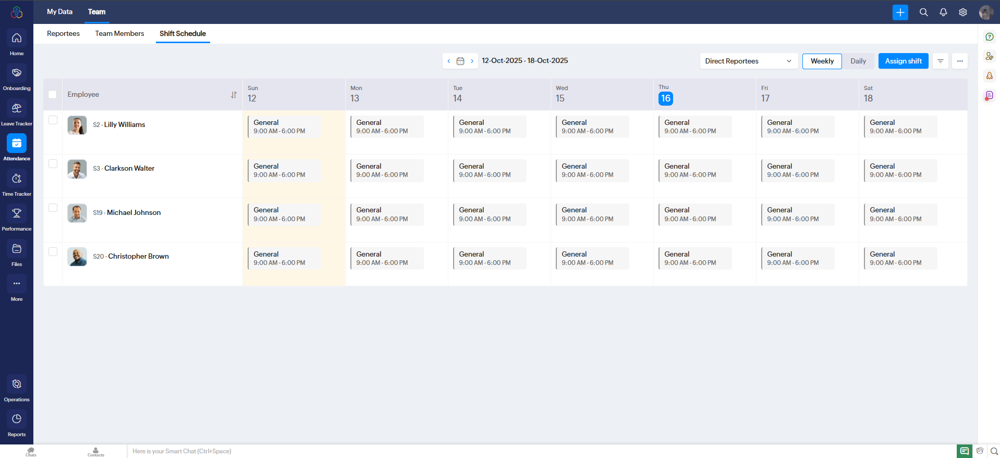 My Data Team
Reportees Team Members Shift Schedule
12-Oct-2025 - 18-Oct-2025 Direct Reportees Weekly Daily Assign shift
Employee Sun 12 Mon 13 Tue 14 Wed 15 Thu 16 Fri 17 Sat 18
S2 - Lilly Williams
General General General General General General General
9:00 AM - 6:00 PM 9:00 AM - 6:00 PM 9:00 AM - 6:00 PM 9:00 AM - 6:00 PM 9:00 AM - 6:00 PM 9:00 AM - 6:00 PM 9:00 AM - 6:00 PM
S3 - Clarkson Walter
General General General General General General General
9:00 AM - 6:00 PM 9:00 AM - 6:00 PM 9:00 AM - 6:00 PM 9:00 AM - 6:00 PM 9:00 AM - 6:00 PM 9:00 AM - 6:00 PM 9:00 AM - 6:00 PM
S19 - Michael Johnson
General General General General General General General
9:00 AM - 6:00 PM 9:00 AM - 6:00 PM 9:00 AM - 6:00 PM 9:00 AM - 6:00 PM 9:00 AM - 6:00 PM 9:00 AM - 6:00 PM 9:00 AM - 6:00 PM
S20 - Christopher Brown
General General General General General General General
9:00 AM - 6:00 PM 9:00 AM - 6:00 PM 9:00 AM - 6:00 PM 9:00 AM - 6:00 PM 9:00 AM - 6:00 PM 9:00 AM - 6:00 PM 9:00 AM - 6:00 PM
Home
Onboarding
Leave Tracker
Attendance
Time Tracker
Performance
Files
More
Operations
Reports
Chats Contacts Here is your Smart Chat (Ctrl+Space)